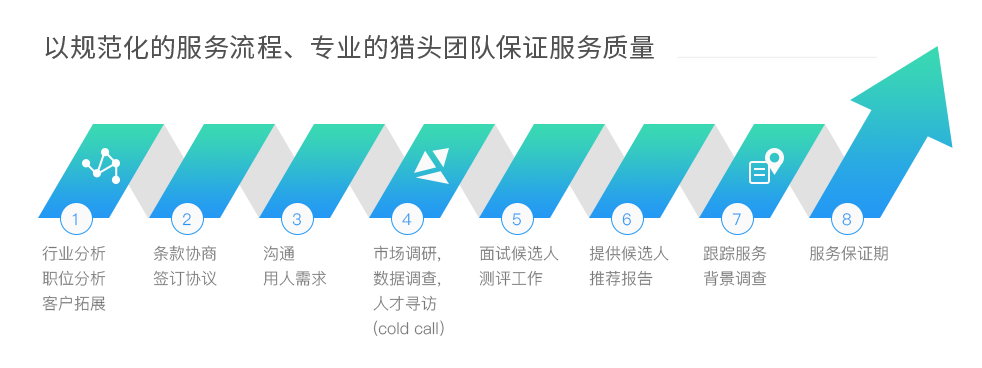 以规范化的服务流程、专业的猎头团队保证服务质量
1
行业分析
职位分析
客户拓展
2
条款协商
签订协议
3
沟通
用人需求
4
市场调研,
数据调查,
人才寻访
(cold call)
5
面试候选人
测评工作
6
提供候选人
推荐报告
7
跟踪服务
背景调查
8
服务保证期